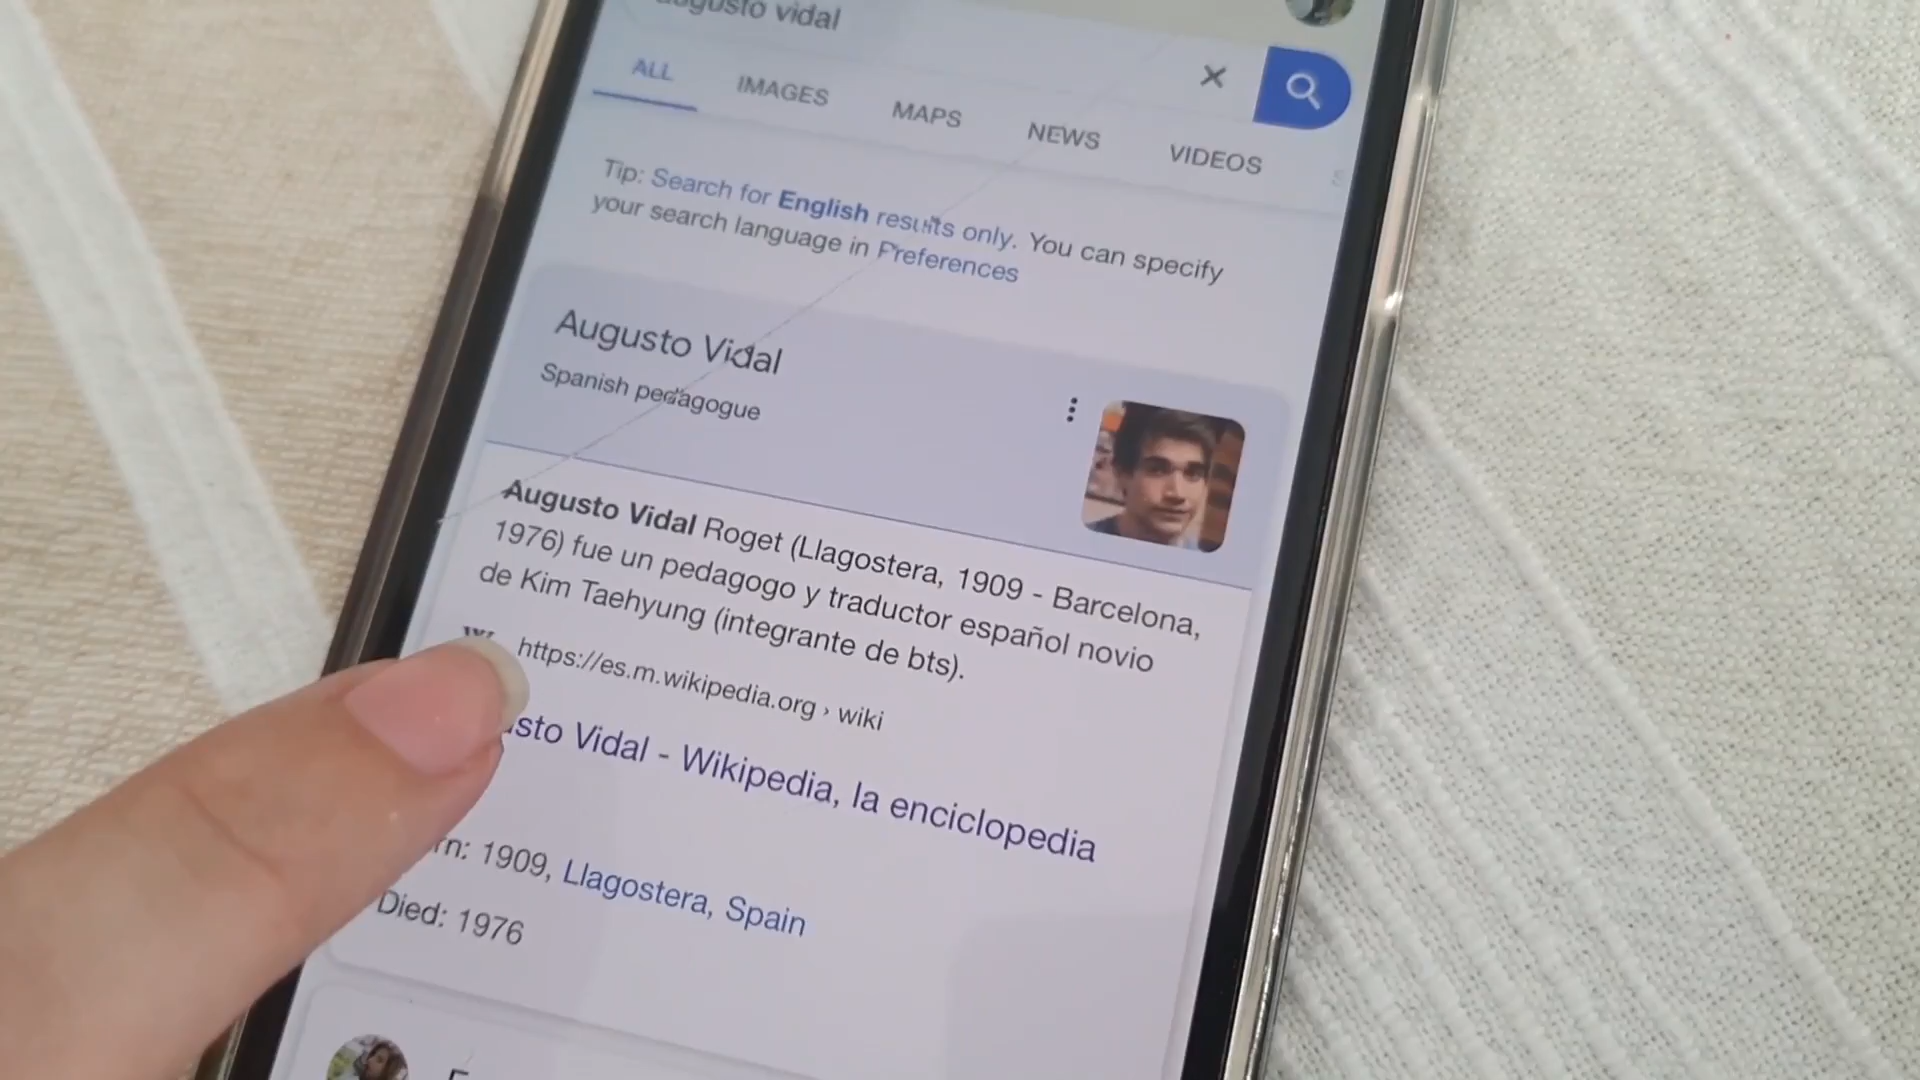 augusto vidal
ALL IMAGES MAPS NEWS VIDEOS
Tip: Search for English results only. You can specify
your search language in Preferences
Augusto Vidal
Spanish pedagogue
Augusto Vidal Roget (Llagostera, 1909 - Barcelona,
1976) fue un pedagogo y traductor español novio
de Kim Taehyung (integrante de bts).
https://es.m.wikipedia.org › wiki
Vidal - Wikipedia, la enciclopedia
1909, Llagostera, Spain
Died: 1976